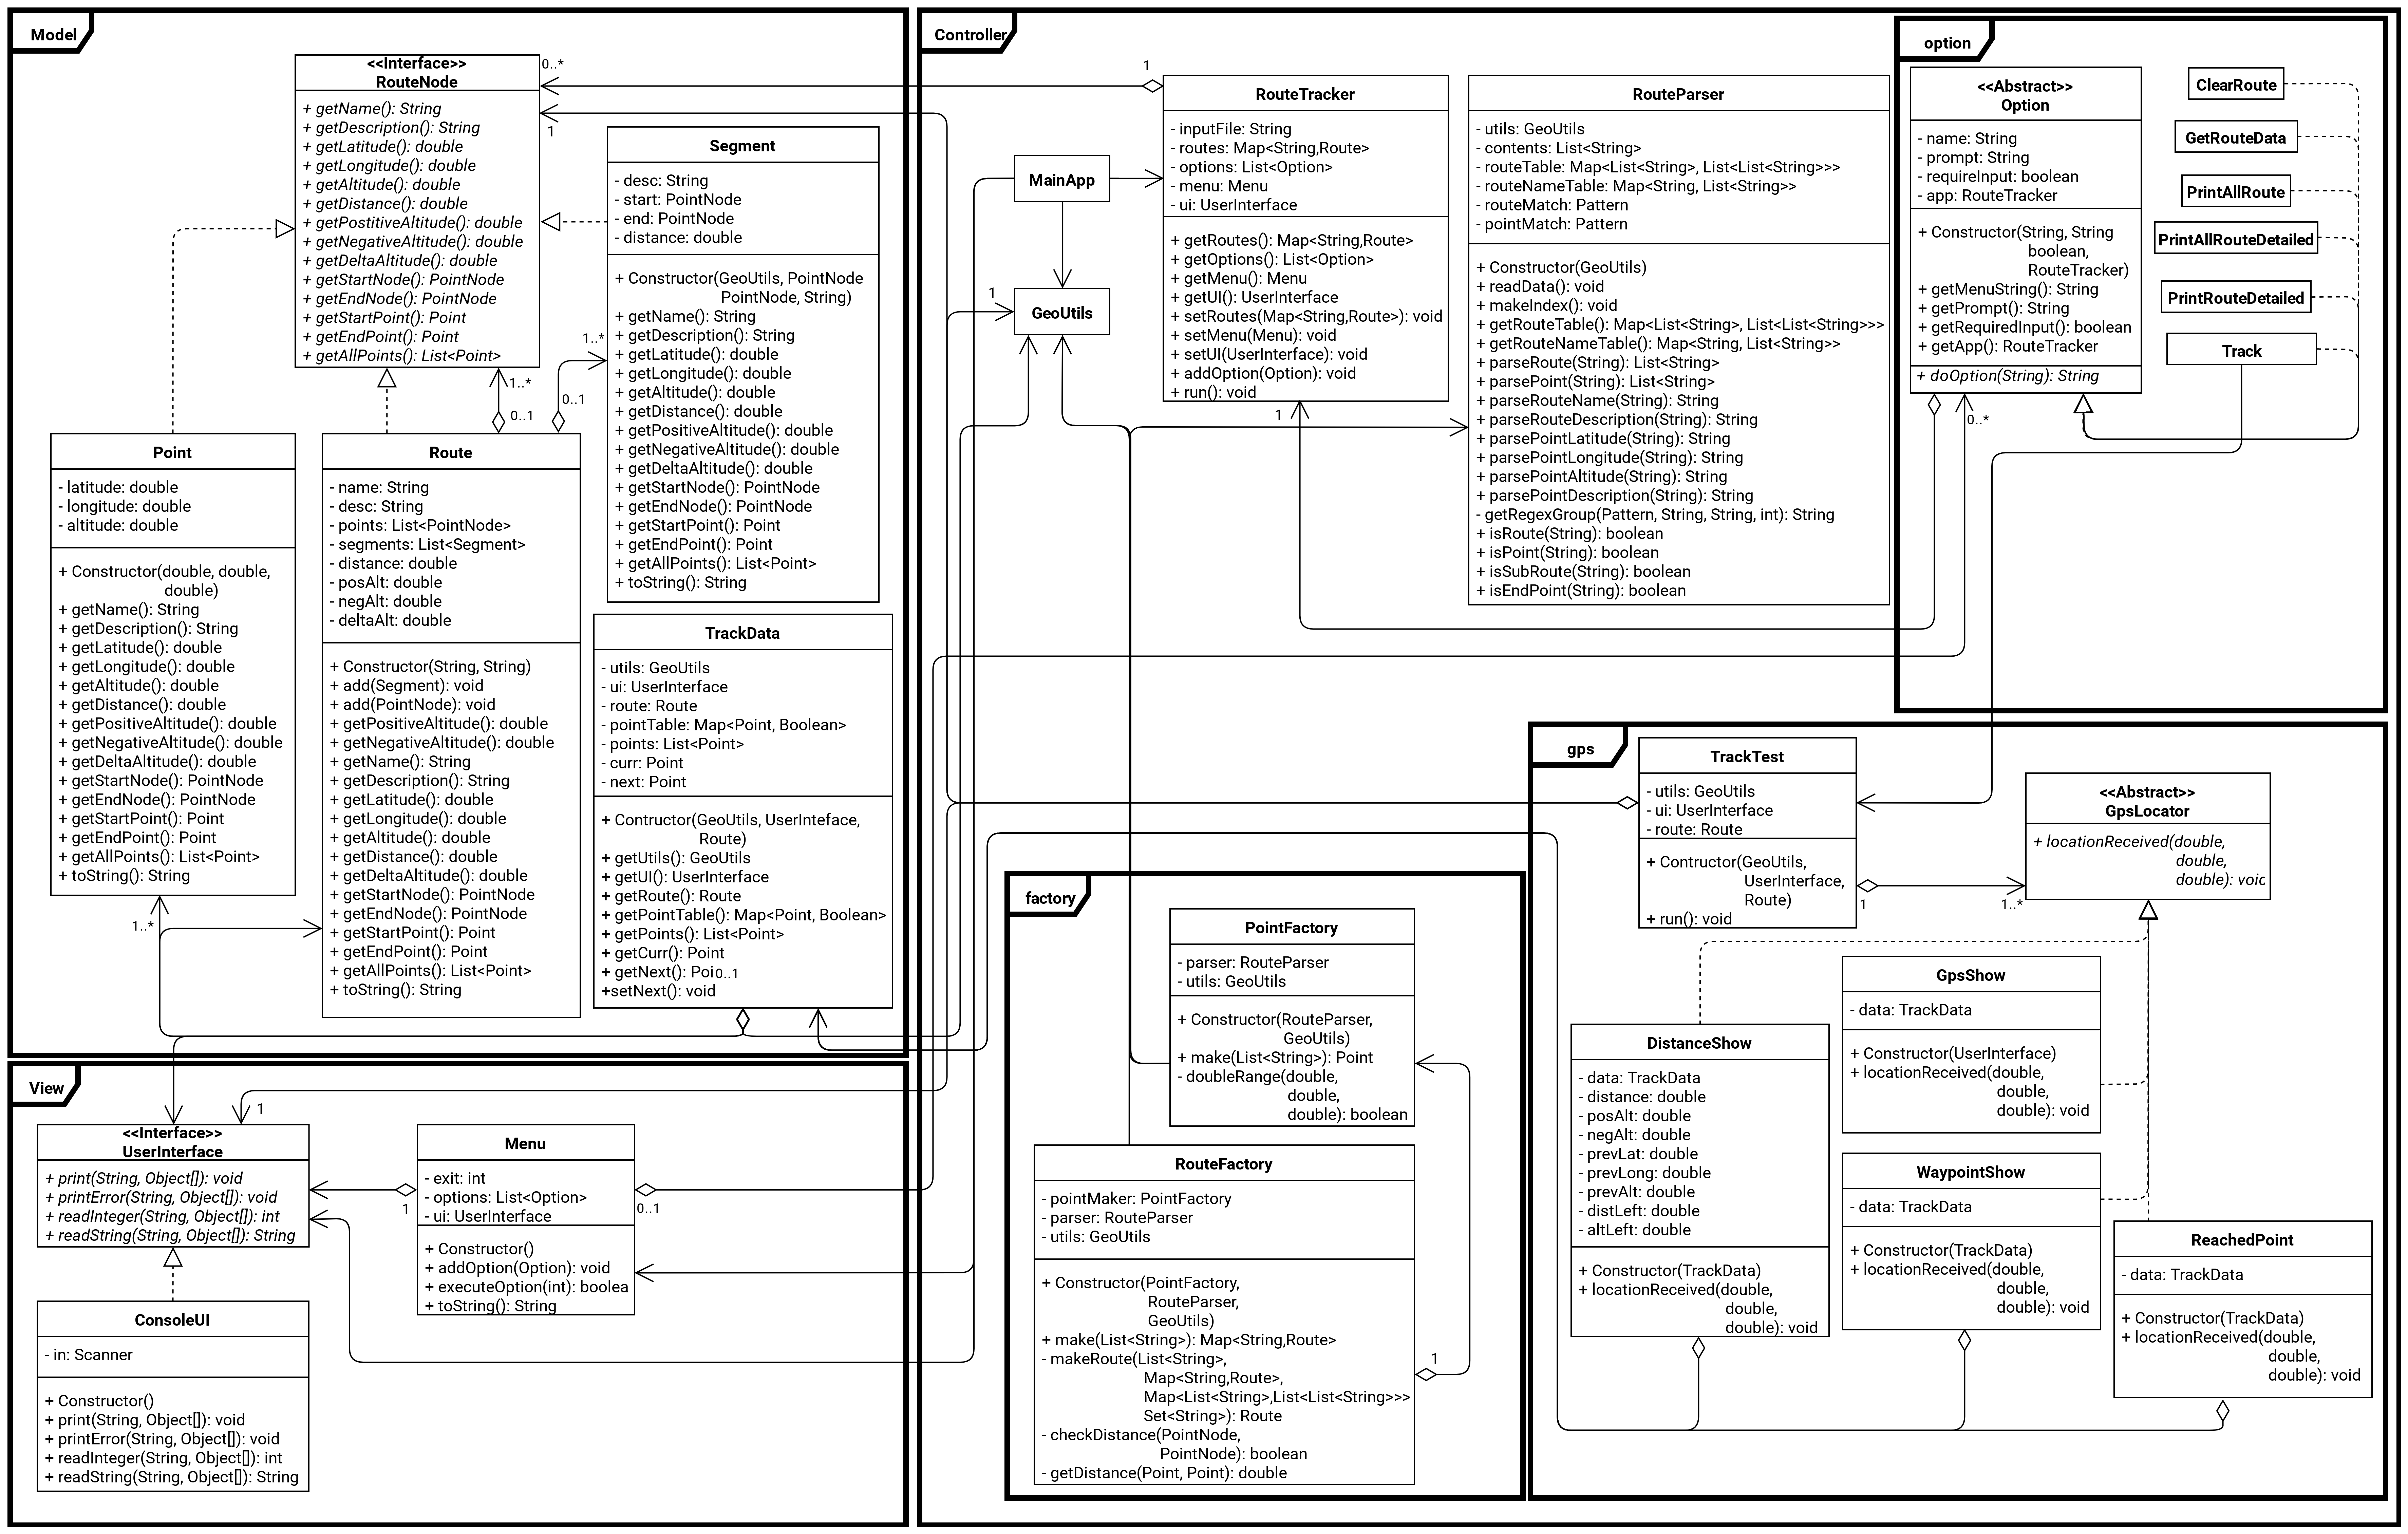 Model
<<Interface>>
RouteNode
+ getName(): String
+ getDescription(): String
+ getLatitude(): double
+ getLongitude(): double
+ getAltitude(): double
+ getDistance(): double
+ getPostitiveAltitude(): double
+ getNegativeAltitude(): double
+ getDeltaAltitude(): double
+ getStartNode(): PointNode
+ getEndNode(): PointNode
+ getStartPoint(): Point
+ getEndPoint(): Point
+ getAllPoints(): List<Point>
0..*
1
1..*
0..1
1..*
0..1
Segment
- desc: String
- start: PointNode
- end: PointNode
- distance: double
+ Constructor(GeoUtils, PointNode
PointNode, String)
+ getName(): String
+ getDescription(): String
+ getLatitude(): double
+ getLongitude(): double
+ getAltitude(): double
+ getDistance(): double
+ getPositiveAltitude(): double
+ getNegativeAltitude(): double
+ getDeltaAltitude(): double
+ getStartNode(): PointNode
+ getEndNode(): PointNode
+ getStartPoint(): Point
+ getEndPoint(): Point
+ getAllPoints(): List<Point>
+ toString(): String
Point
- latitude: double
- longitude: double
- altitude: double
+ Constructor(double, double,
double)
+ getName(): String
+ getDescription(): String
+ getLatitude(): double
+ getLongitude(): double
+ getAltitude(): double
+ getDistance(): double
+ getPositiveAltitude(): double
+ getNegativeAltitude(): double
+ getDeltaAltitude(): double
+ getStartNode(): PointNode
+ getEndNode(): PointNode
+ getStartPoint(): Point
+ getEndPoint(): Point
+ getAllPoints(): List<Point>
+ toString(): String
1..*
Route
- name: String
- desc: String
- points: List<PointNode>
- segments: List<Segment>
- distance: double
- posAlt: double
- negAlt: double
- deltaAlt: double
+ Constructor(String, String)
+ add(Segment): void
+ add(PointNode): void
+ getPositiveAltitude(): double
+ getNegativeAltitude(): double
+ getName(): String
+ getDescription(): String
+ getLatitude(): double
+ getLongitude(): double
+ getAltitude(): double
+ getDistance(): double
+ getDeltaAltitude(): double
+ getStartNode(): PointNode
+ getEndNode(): PointNode
+ getStartPoint(): Point
+ getEndPoint(): Point
+ getAllPoints(): List<Point>
+ toString(): String
TrackData
- utils: GeoUtils
- ui: UserInterface
- route: Route
- pointTable: Map<Point, Boolean>
- points: List<Point>
- curr: Point
- next: Point
+ Contructor(GeoUtils, UserInteface,
Route)
+ getUtils(): GeoUtils
+ getUI(): UserInterface
+ getRoute(): Route
+ getPointTable(): Map<Point, Boolean>
+ getPoints(): List<Point>
+ getCurr(): Point
+ getNext(): Poi
0..1
+setNext(): void
View
1
<<Interface>>
UserInterface
+ print(String, Object[]): void
+ printError(String, Object[]): void
+ readInteger(String, Object[]): int
+ readString(String, Object[]): String
ConsoleUI
- in: Scanner
+ Constructor()
+ print(String, Object[]): void
+ printError(String, Object[]): void
+ readInteger(String, Object[]): int
+ readString(String, Object[]): String
Menu
- exit: int
- options: List<Option>
- ui: UserInterface
+ Constructor()
+ addOption(Option): void
+ executeOption(int): boolea
+ toString(): String
1
0..1
Controller
1
MainApp
GeoUtils
1
RouteTracker
- inputFile: String
- routes: Map<String,Route>
- options: List<Option>
- menu: Menu
- ui: UserInterface
+ getRoutes(): Map<String,Route>
+ getOptions(): List<Option>
+ getMenu(): Menu
+ getUI(): UserInterface
+ setRoutes(Map<String,Route>): void
+ setMenu(Menu): void
+ setUI(UserInterface): void
+ addOption(Option): void
+ run(): void
1
RouteParser
- utils: GeoUtils
- contents: List<String>
- routeTable: Map<List<String>, List<List<String>>>
- routeNameTable: Map<String, List<String>>
- routeMatch: Pattern
- pointMatch: Pattern
+ Constructor(GeoUtils)
+ readData(): void
+ makeIndex(): void
+ getRouteTable(): Map<List<String>, List<List<String>>>
+ getRouteNameTable(): Map<String, List<String>>
+ parseRoute(String): List<String>
+ parsePoint(String): List<String>
+ parseRouteName(String): String
+ parseRouteDescription(String): String
+ parsePointLatitude(String): String
+ parsePointLongitude(String): String
+ parsePointAltitude(String): String
+ parsePointDescription(String): String
- getRegexGroup(Pattern, String, String, int): String
+ isRoute(String): boolean
+ isPoint(String): boolean
+ isSubRoute(String): boolean
+ isEndPoint(String): boolean
option
<<Abstract>>
Option
- name: String
- prompt: String
- requireInput: boolean
- app: RouteTracker
+ Constructor(String, String
boolean,
RouteTracker)
+ getMenuString(): String
+ getPrompt(): String
+ getRequiredInput(): boolean
+ getApp(): RouteTracker
+ doOption(String): String
0..*
ClearRoute
GetRouteData
PrintAllRoute
PrintAllRouteDetailed
PrintRouteDetailed
Track
gps
TrackTest
- utils: GeoUtils
- ui: UserInterface
- route: Route
+ Contructor(GeoUtils,
UserInterface,
Route)
+ run(): void
1
1..*
<<Abstract>>
GpsLocator
+ locationReceived(double,
double,
double): voic
GpsShow
- data: TrackData
+ Constructor(UserInterface)
+ locationReceived(double,
double,
double): void
DistanceShow
- data: TrackData
- distance: double
- posAlt: double
- negAlt: double
- prevLat: double
- prevLong: double
- prevAlt: double
- distLeft: double
- altLeft: double
+ Constructor(TrackData)
+ locationReceived(double,
double,
double): void
WaypointShow
- data: TrackData
+ Constructor(TrackData)
+ locationReceived(double,
double,
double): void
ReachedPoint
- data: TrackData
+ Constructor(TrackData)
+ locationReceived(double,
double,
double): void
factory
PointFactory
- parser: RouteParser
- utils: GeoUtils
+ Constructor(RouteParser,
GeoUtils)
+ make(List<String>): Point
- doubleRange(double,
double,
double): boolean
RouteFactory
- pointMaker: PointFactory
- parser: RouteParser
- utils: GeoUtils
+ Constructor(PointFactory,
RouteParser,
GeoUtils)
+ make(List<String>): Map<String,Route>
- makeRoute(List<String>,
Map<String,Route>,
Map<List<String>,List<List<String>>>
Set<String>): Route
- checkDistance(PointNode,
PointNode): boolean
- getDistance(Point, Point): double
1